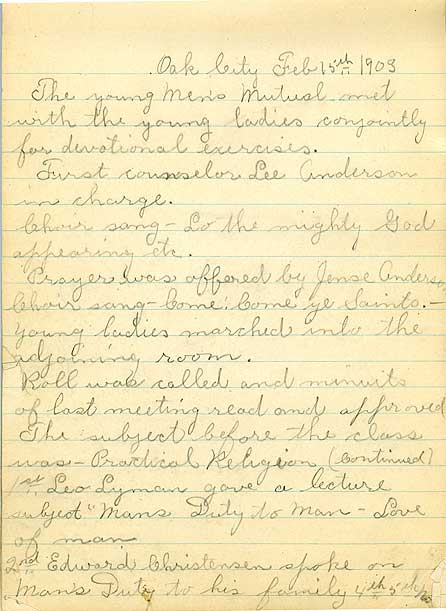 Oak City Feb 15th 1903
The young Men's Mutual met
with the young ladies conjointly
for devotional exercises.
First counselor Lee Anderson
in charge.
Choir sang - Lo the mighty God
appearing etc.
Prayer was offered by Jense Anderso
Choir sang - Come, Come ye Saints. -
Young ladies marched into the
adjoining room.
Roll was called and minuits
of last meeting read and approved
The subject before the class
was - Practical Religion (Continued)
1st Leo Lyman gave a lecture
subject "Mans Duty to Man - Love
of man
2nd Edward Christensen spoke on
Man's Duty to his family 4th 5th